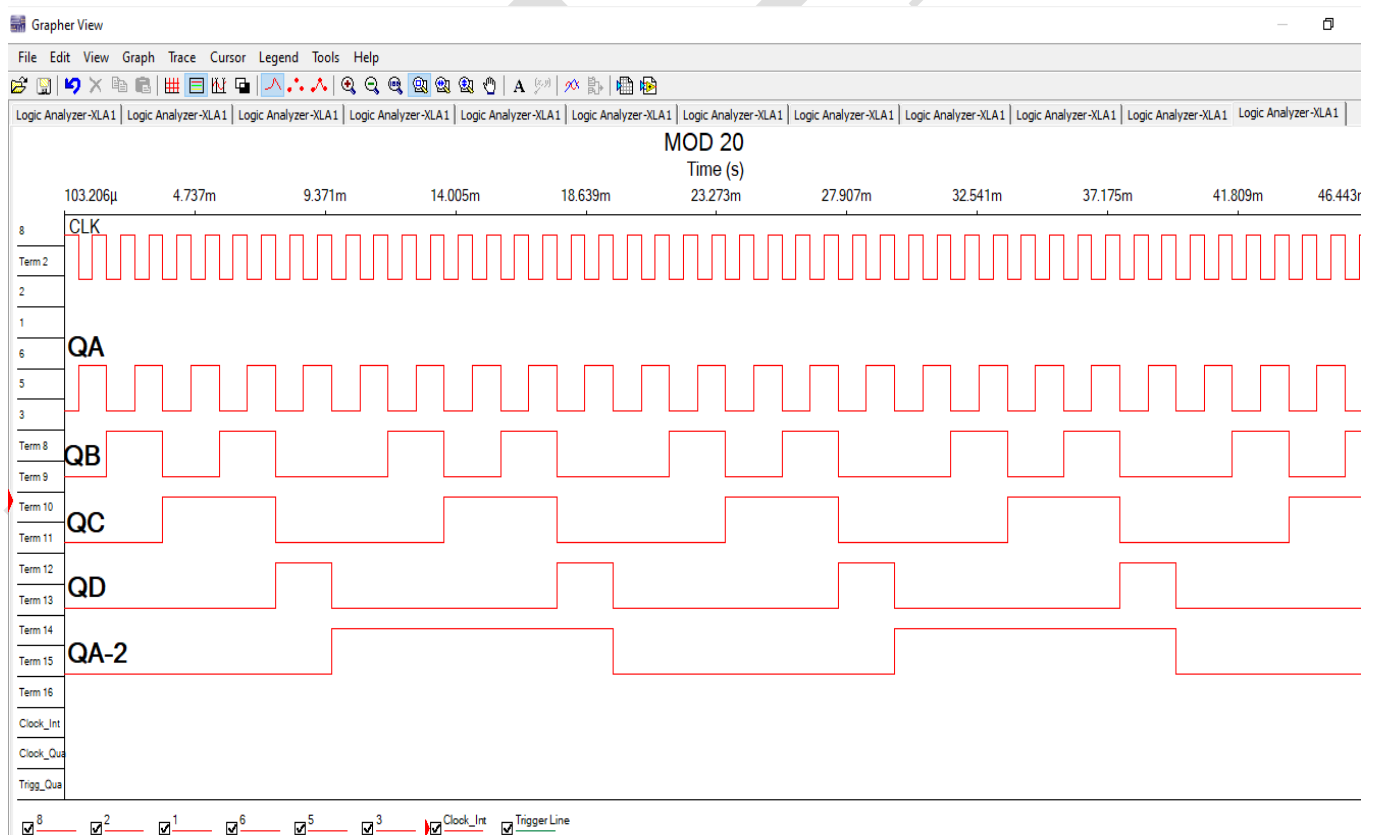 Grapher View
File Edit View Graph Trace Cursor Legend Tools Help
A
Logic Analyzer-XLA1 Logic Analyzer-XLA1 Logic Analyzer-XLA1 Logic Analyzer-XLA1 Logic Analyzer-XLA1 Logic Analyzer-XLA1 Logic Analyzer-XLA1 Logic Analyzer-XLA1 Logic Analyzer-XLA1 Logic Analyzer-XLA1 Logic Analyzer-XLA1 Logic Analyzer-XLA1
MOD 20
Time (s)
103.206µ 4.737m 9.371m 14.005m 18.639m 23.273m 27.907m 32.541m 37.175m 41.809m 46.443m
8
CLK
Term 2
2
1
6
QA
5
3
Term 8
QB
Term 9
Term 10
QC
Term 11
Term 12
QD
Term 13
Term 14
QA-2
Term 15
Term 16
Clock_Int
Clock_Qua
Trigg_Qua
8 2 1 6 5 3 Clock_Int Trigger Line